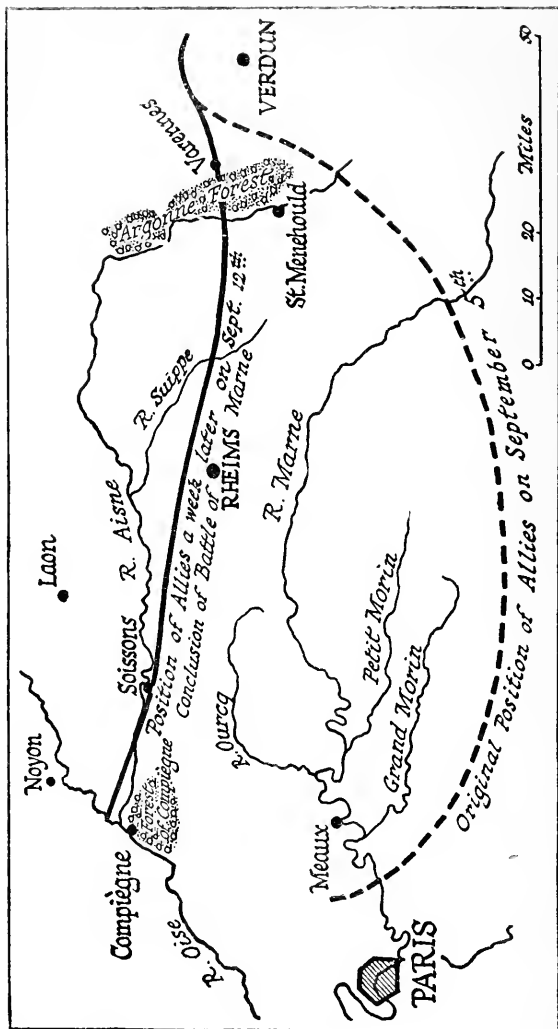 Noyon
Laon
Compiègne
Forest
of Compiègne
Soissons
R. Aisne
R. Oise
Position of Allies a week later on Sept. 12th
Conclusion of Battle of Marne
RHEIMS
R. Suippe
Argonne Forest
Varennes
VERDUN
St. Menehould
R. Ourcq
R. Marne
Petit Morin
Grand Morin
Meaux
PARIS
Original Position of Allies on September 5th
0 10 20 50
Miles